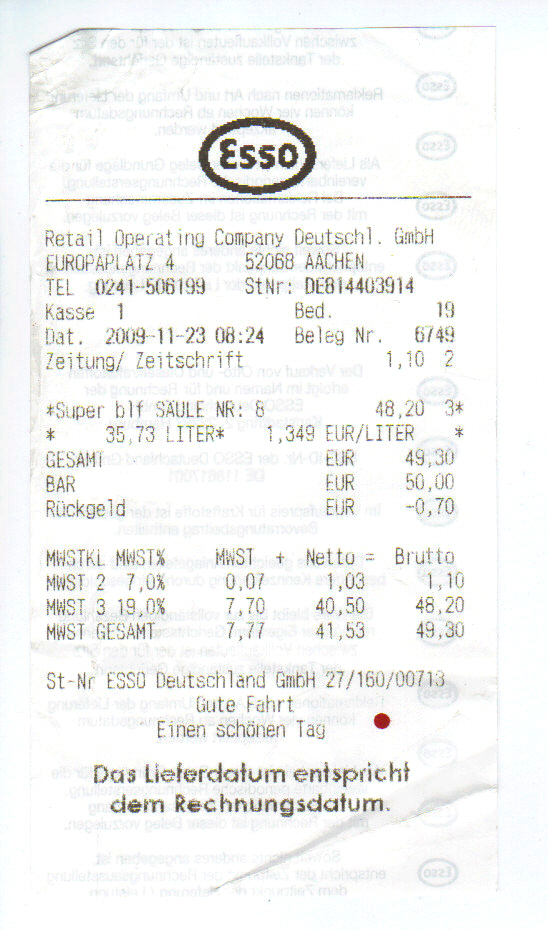 Esso
Retail Operating Company Deutschl. GmbH
EUROPAPLATZ 4 52068 AACHEN
TEL 0241-506199 StNr: DE814403914
Kasse 1 Bed. 19
Dat. 2009-11-23 08:24 Beleg Nr. 6749
Zeitung/ Zeitschrift 1,10 2
*Super blf SÄULE NR: 8 48,20 3*
* 35,73 LITER* 1,349 EUR/LITER *
GESAMT EUR 49,30
BAR EUR 50,00
Rückgeld EUR -0,70
MWSTKL MWST% MWST + Netto = Brutto
MWST 2 7,0% 0,07 1,03 1,10
MWST 3 19,0% 7,70 40,50 48,20
MWST GESAMT 7,77 41,53 49,30
St-Nr ESSO Deutschland GmbH 27/160/00713
Gute Fahrt
Einen schönen Tag
Das Lieferdatum entspricht
dem Rechnungsdatum.